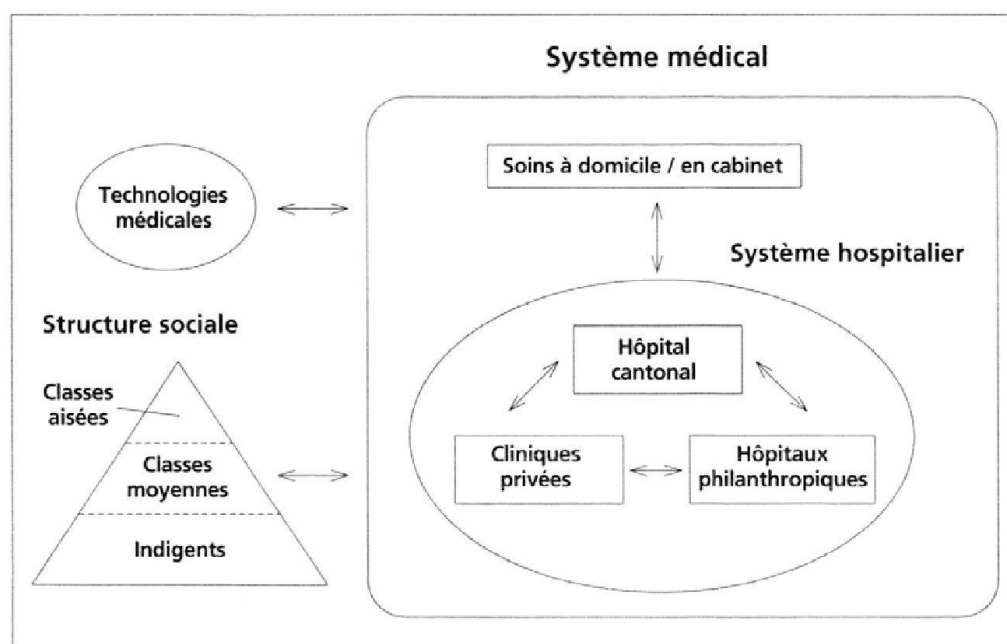 Système médical
Soins à domicile / en cabinet
Technologies
médicales
Système hospitalier
Structure sociale
Hôpital
cantonal
Classes
aisées
Cliniques
privées
Hôpitaux
philanthropiques
Classes
moyennes
Indigents